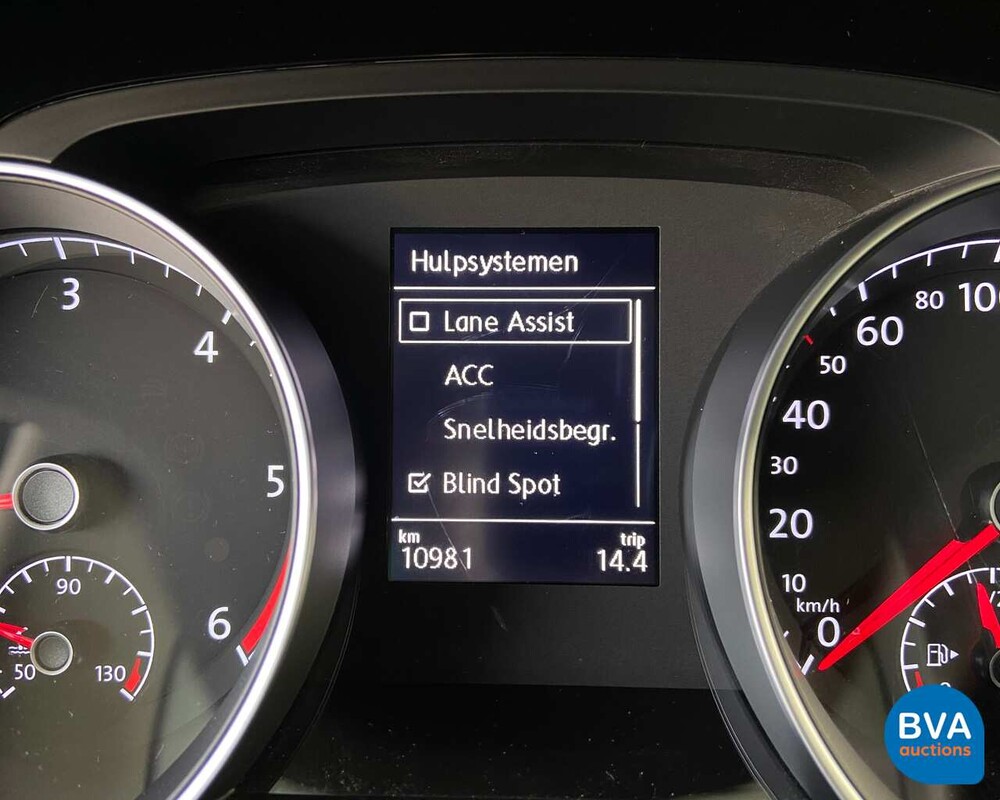 Hulpsystemen
Lane Assist
ACC
Snelheidsbegr.
Blind Spot
km
trip
10981
14.4
3
4
5
6
90
50
130
100
80
60
50
40
30
20
10
km/h
0
BVA
auctions